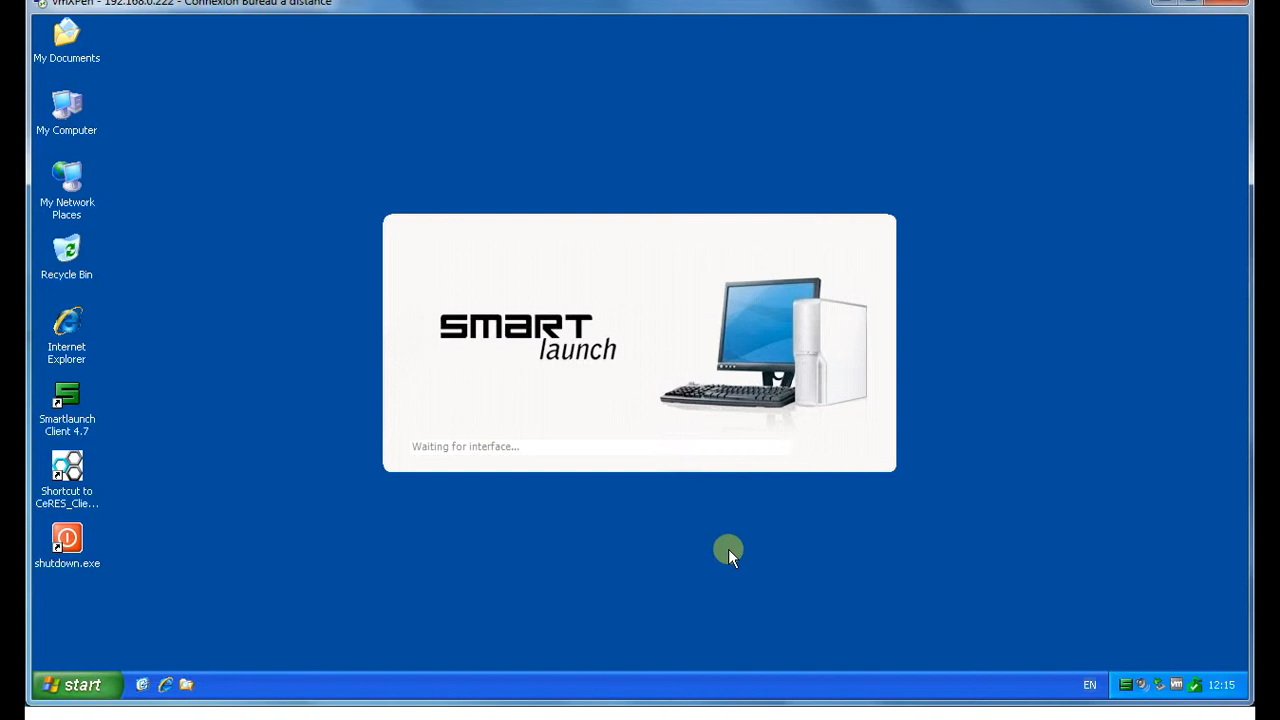 vmXPen - 192.168.0.222 - Connexion Bureau à distance
My Documents
My Computer
My Network
Places
Recycle Bin
Internet
Explorer
Smartlaunch
Client 4.7
Shortcut to
CeRES_Clie...
shutdown.exe
SMART
launch
Waiting for interface...
start
EN
vm
12:15